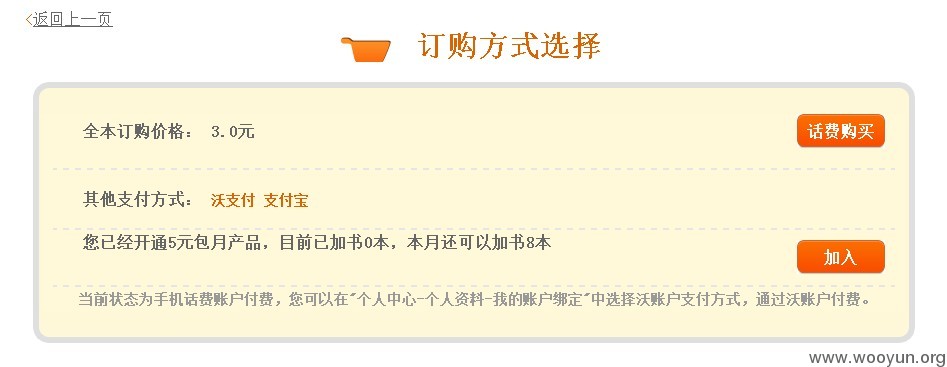 返回上一页
订购方式选择
全本订购价格： 3.0元
话费购买
其他支付方式： 沃支付 支付宝
您已经开通5元包月产品，目前已加书0本，本月还可以加书8本
加入
当前状态为手机话费账户付费，您可以在"个人中心-个人资料-我的账户绑定"中选择沃账户支付方式，通过沃账户付费。
www.wooyun.org